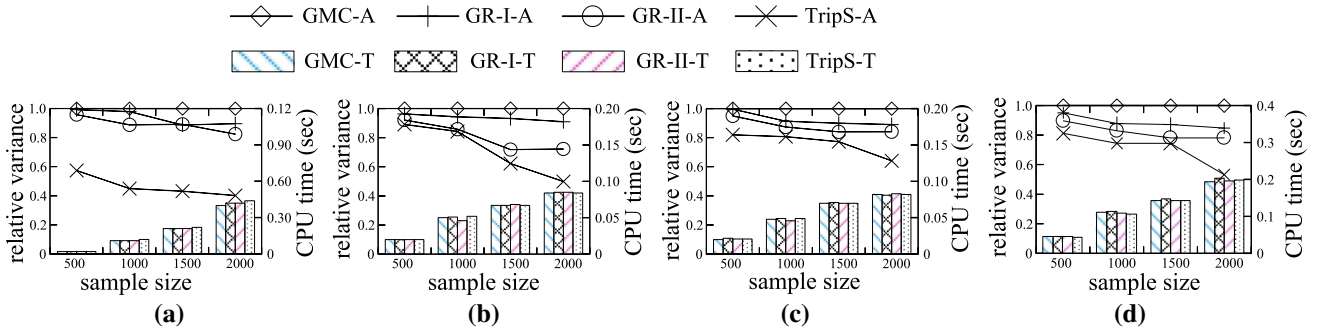 GMC-A GR-I-A GR-II-A TripS-A
GMC-T GR-I-T GR-II-T TripS-T
relative variance
1.0
0.8
0.6
0.4
0.2
0
500 1000 1500 2000
sample size
0.12
0.90
0.60
0.30
0
CPU time (sec)
(a)
relative variance
1.0
0.8
0.6
0.4
0.2
0
500 1000 1500 2000
sample size
0.20
0.15
0.10
0.05
0
CPU time (sec)
(b)
relative variance
1.0
0.8
0.6
0.4
0.2
0
500 1000 1500 2000
sample size
0.20
0.15
0.10
0.05
0
CPU time (sec)
(c)
relative variance
1.0
0.8
0.6
0.4
0.2
0
500 1000 1500 2000
sample size
0.4
0.3
0.2
0.1
0
CPU time (sec)
(d)